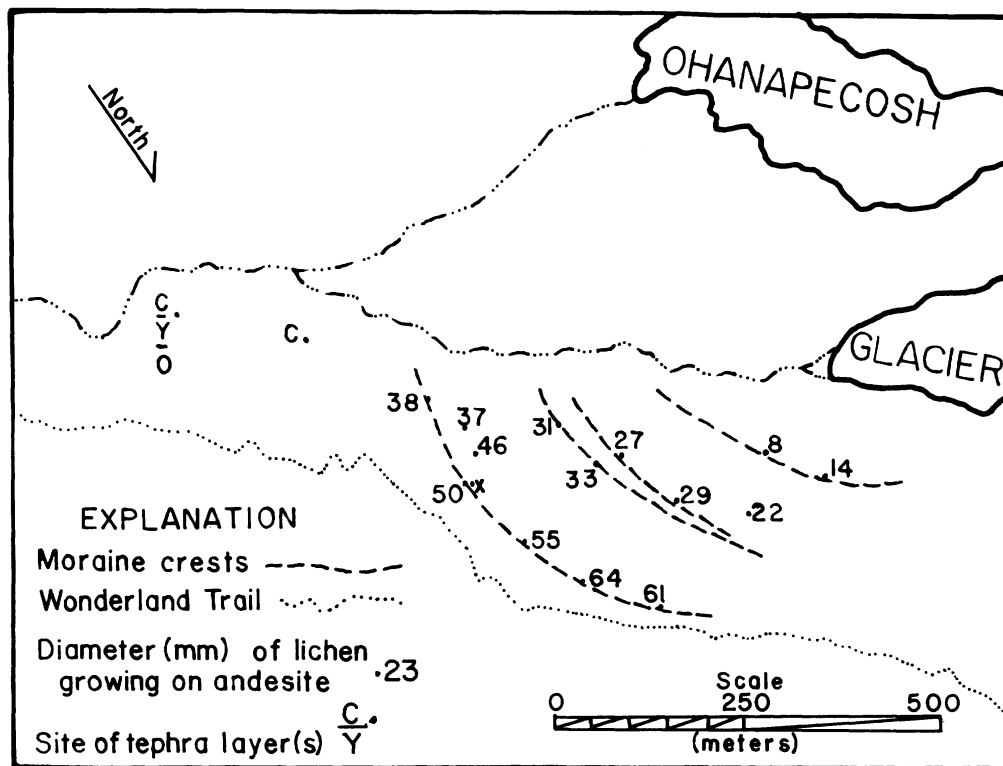 OHANAPECOSH
North
C
Y
O
C
GLACIER
38
37
46
31
27
8
33
14
50 x
29
22
55
64
61
EXPLANATION
Moraine crests
Wonderland Trail
Diameter (mm) of lichen
growing on andesite .23
Site of tephra layer(s) C
Y
Scale
0 250 500
(meters)